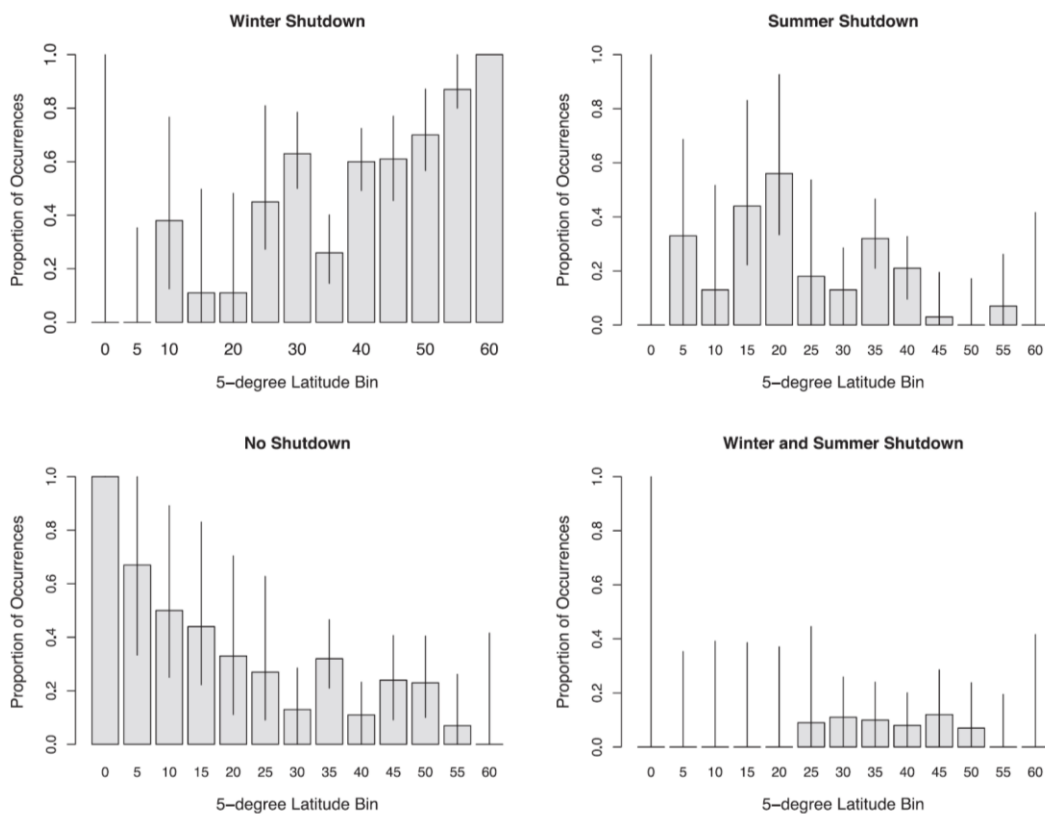 Winter Shutdown
Proportion of Occurrences
1.0
0.8
0.6
0.4
0.2
0.0
0 5 10 20 30 40 50 60
5−degree Latitude Bin
Summer Shutdown
Proportion of Occurrences
1.0
0.8
0.6
0.4
0.2
0.0
0 5 10 15 20 25 30 35 40 45 50 55 60
5−degree Latitude Bin
No Shutdown
Proportion of Occurrences
1.0
0.8
0.6
0.4
0.2
0.0
0 5 10 15 20 25 30 35 40 45 50 55 60
5−degree Latitude Bin
Winter and Summer Shutdown
Proportion of Occurrences
1.0
0.8
0.6
0.4
0.2
0.0
0 5 10 15 20 25 30 35 40 45 50 55 60
5−degree Latitude Bin